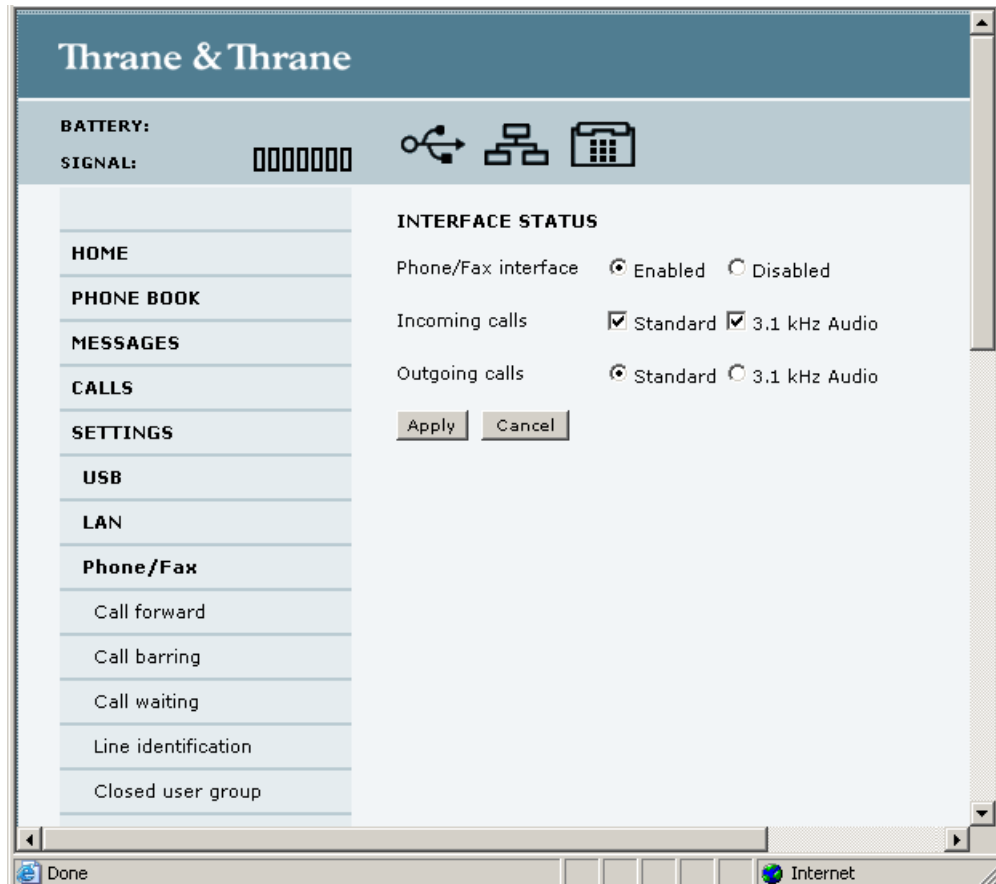 Thrane & Thrane
BATTERY:
SIGNAL:
HOME
PHONE BOOK
MESSAGES
CALLS
SETTINGS
USB
LAN
Phone/Fax
Call forward
Call barring
Call waiting
Line identification
Closed user group
INTERFACE STATUS
Phone/Fax interface Enabled Disabled
Incoming calls Standard 3.1 kHz Audio
Outgoing calls Standard 3.1 kHz Audio
Apply Cancel
Done Internet